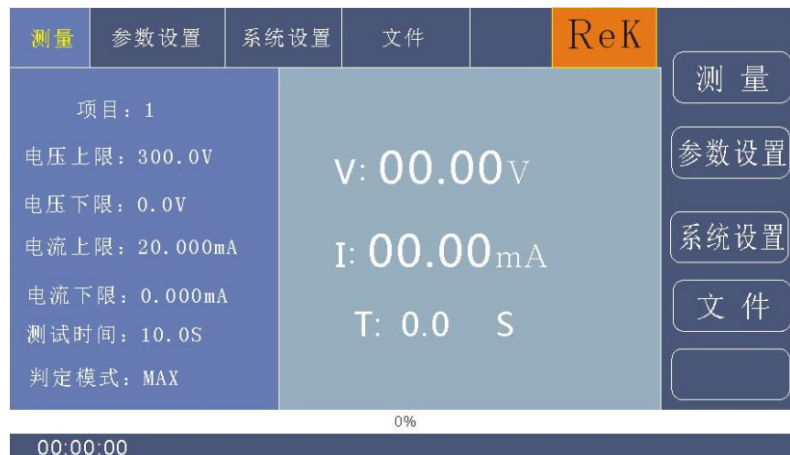 测量 参数设置 系统设置 文件 ReK
项目：1
电压上限：300.0V
电压下限：0.0V
电流上限：20.000mA
电流下限：0.000mA
测试时间：10.0S
判定模式：MAX
V: 00.00V
I: 00.00mA
T: 0.0 S
测 量
参数设置
系统设置
文 件
0%
00:00:00